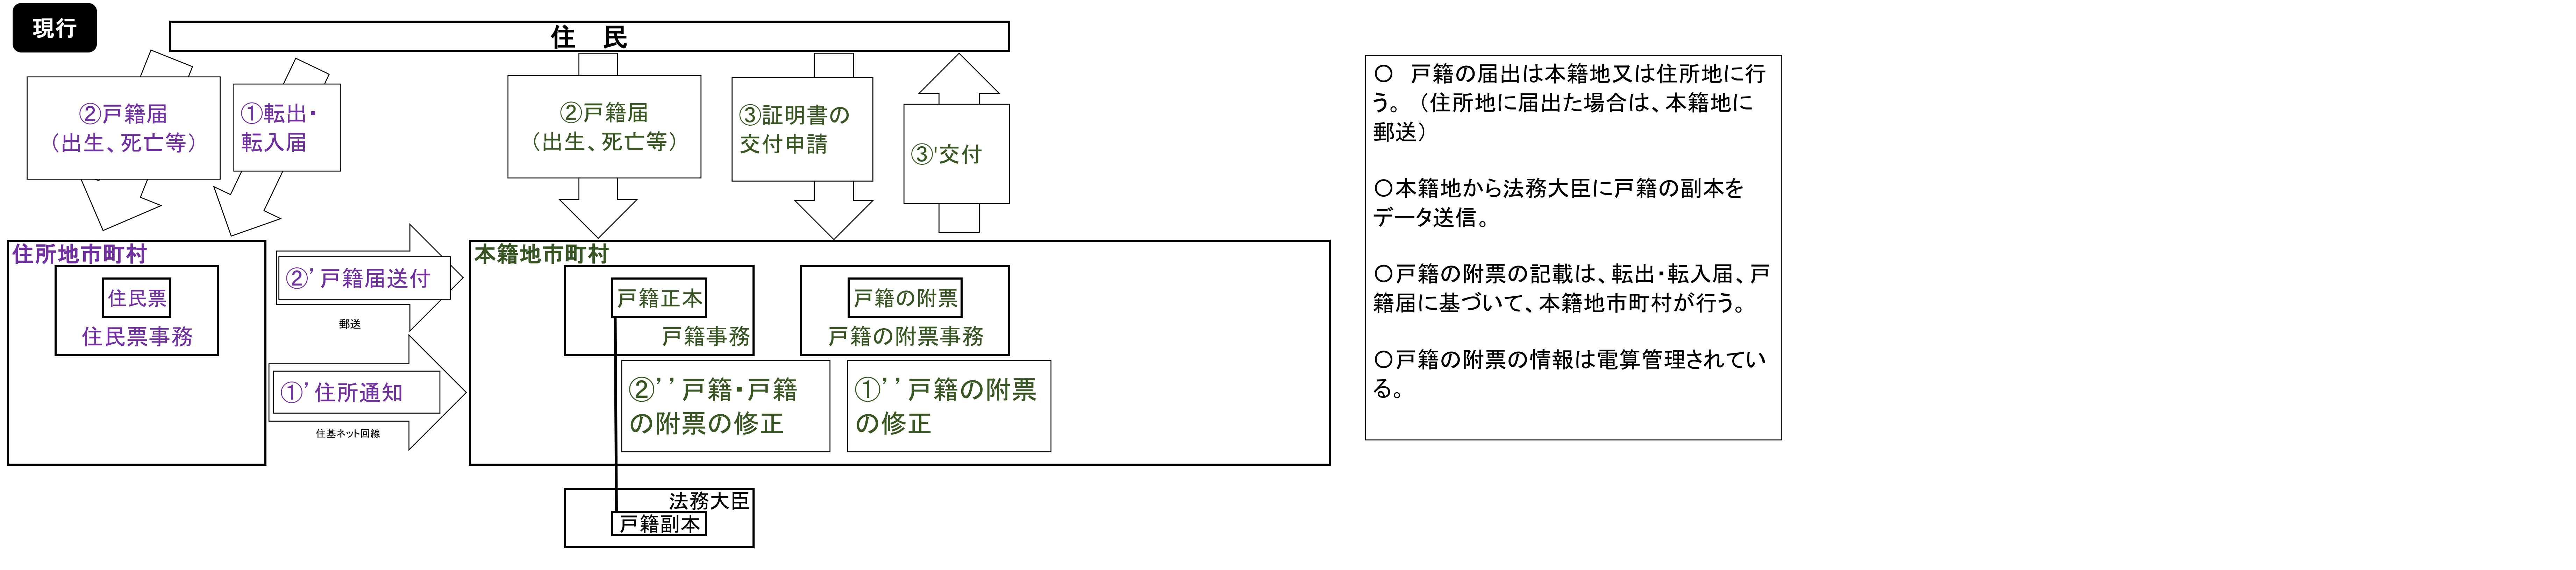 現行
住　民
②戸籍届
（出生、死亡等）
①転出・
転入届
②戸籍届
（出生、死亡等）
③証明書の
交付申請
③'交付
住所地市町村
住民票
住民票事務
②’戸籍届送付
郵送
①’住所通知
住基ネット回線
本籍地市町村
戸籍正本
戸籍事務
戸籍の附票
戸籍の附票事務
②’’戸籍・戸籍
の附票の修正
①’’戸籍の附票
の修正
法務大臣
戸籍副本
○　戸籍の届出は本籍地又は住所地に行
う。（住所地に届出た場合は、本籍地に
郵送）
○本籍地から法務大臣に戸籍の副本を
データ送信。
○戸籍の附票の記載は、転出・転入届、戸
籍届に基づいて、本籍地市町村が行う。
○戸籍の附票の情報は電算管理されてい
る。